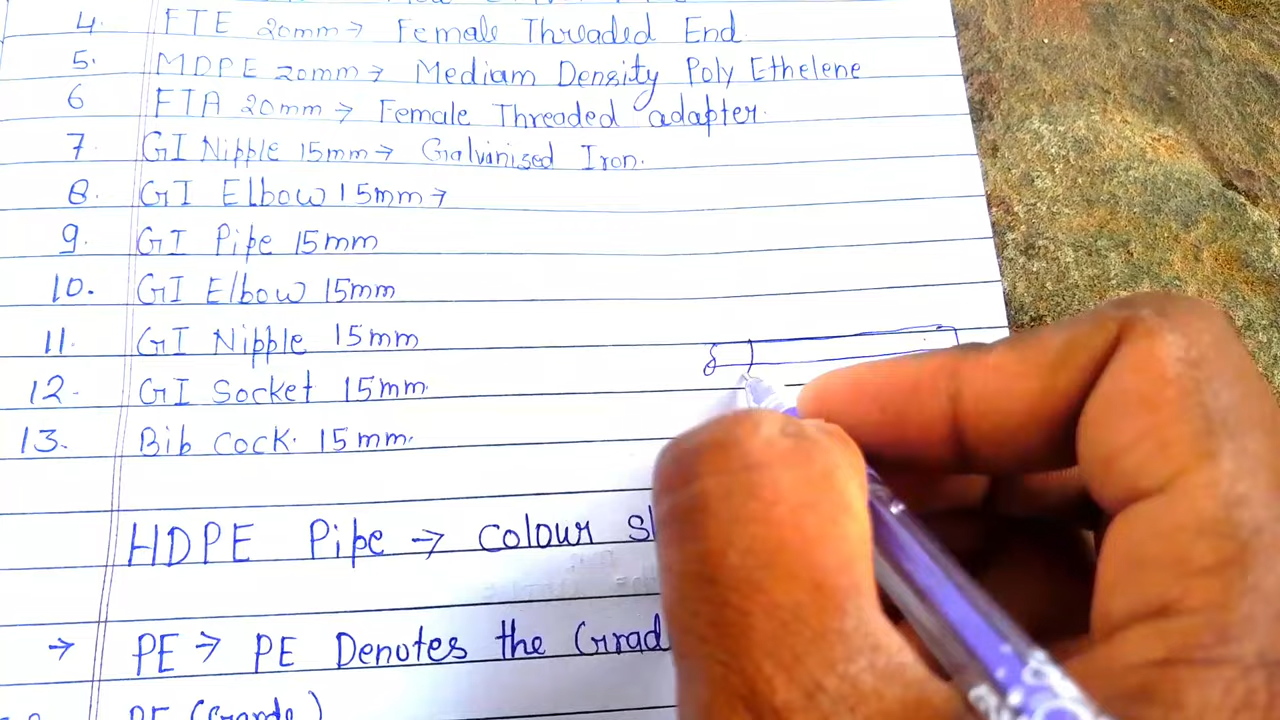 4. FTE 20mm → Female Threaded End
5. MDPE 20mm → Mediam Density Poly Ethelene
6 FTA 20mm → Female Threaded adapter.
7. GI Nipple 15mm → Galvanised Iron.
8. GI Elbow 15mm →
9. GI Pipe 15mm
10. GI Elbow 15mm
11. GI Nipple 15mm
12. GI Socket 15mm.
13. Bib Cock. 15mm.
HDPE Pipe → Colour
→ PE → PE Denotes the Grad
PE (Grade)